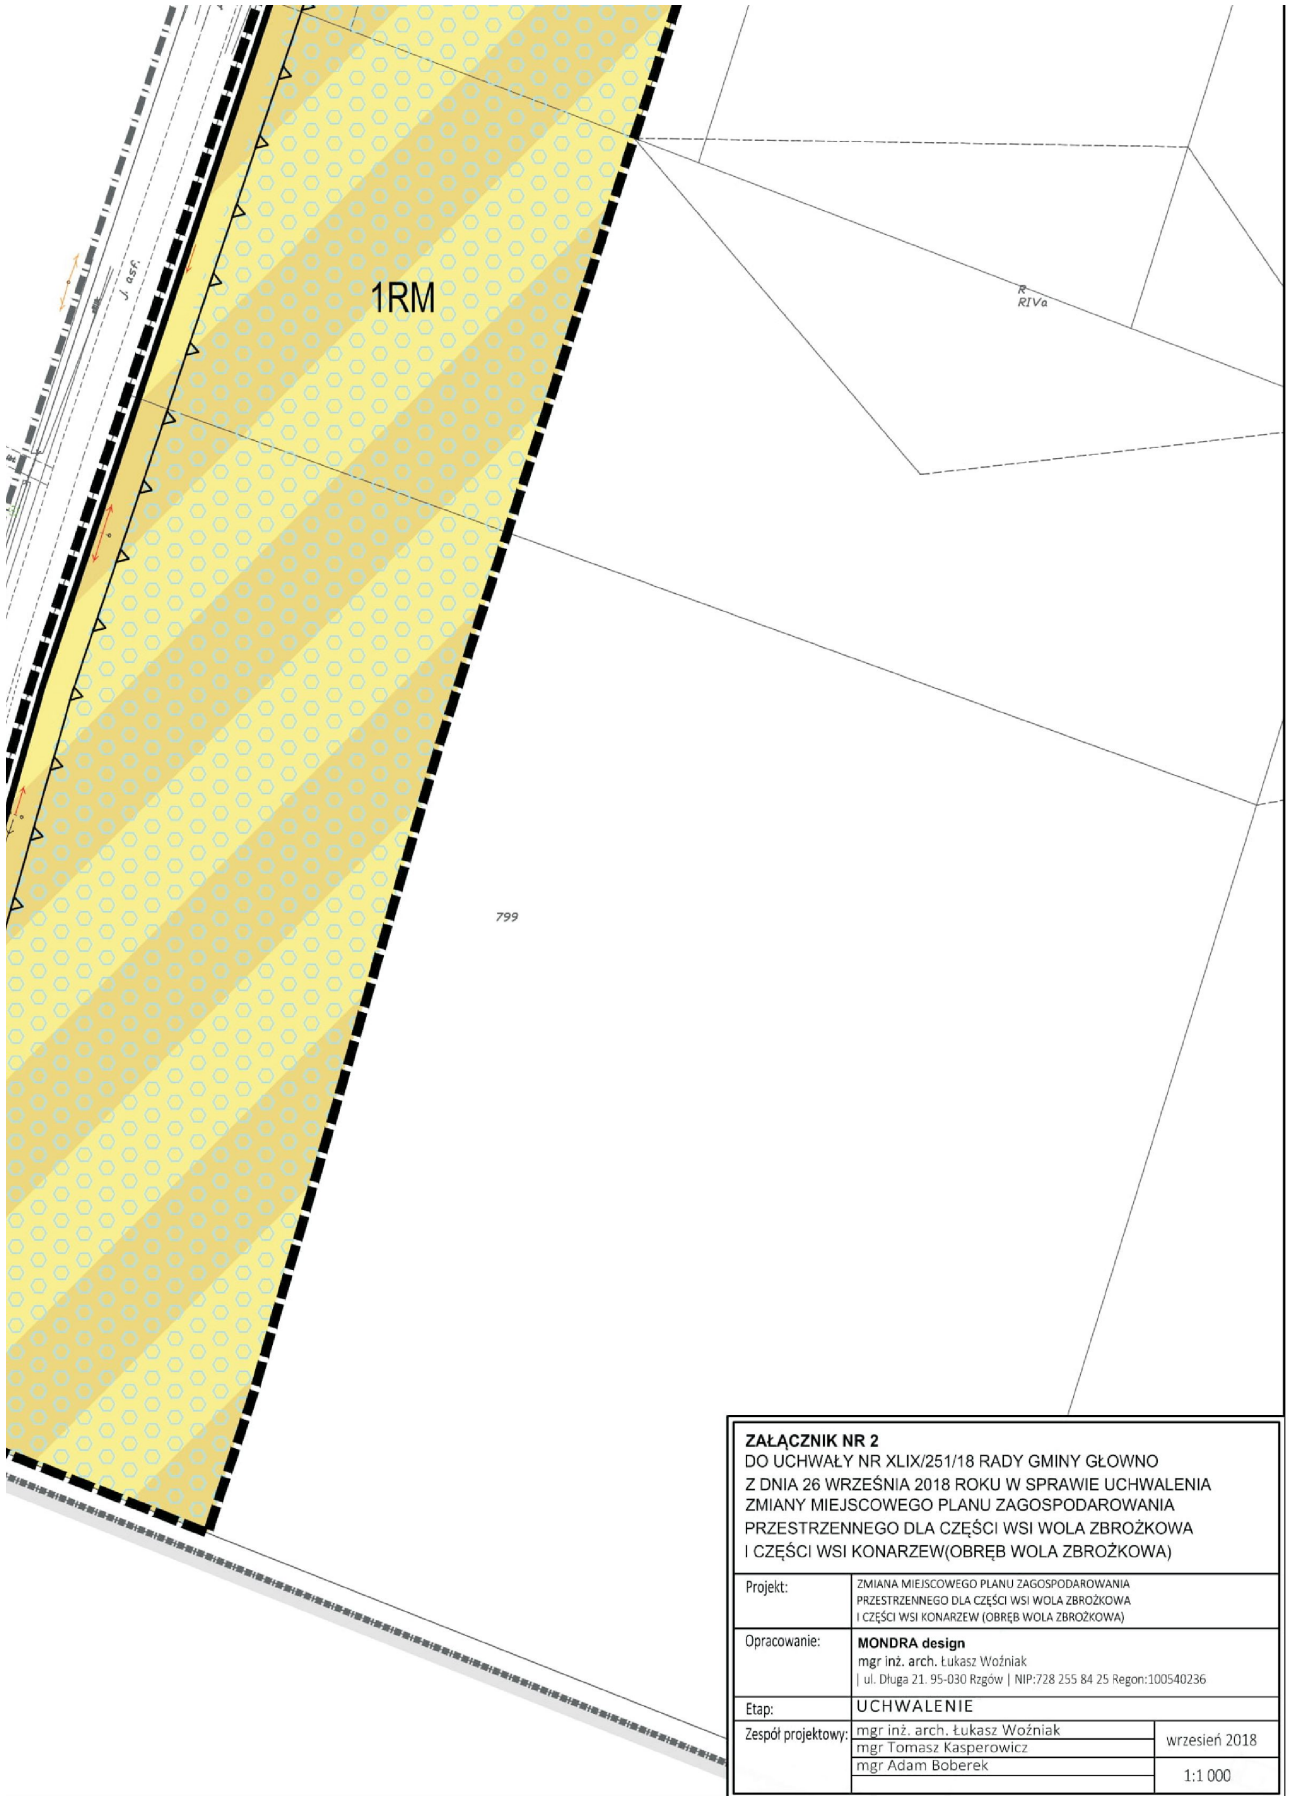 1RM
j. asf.
R
RIVa
799
ZAŁĄCZNIK NR 2
DO UCHWAŁY NR XLIX/251/18 RADY GMINY GŁOWNO
Z DNIA 26 WRZEŚNIA 2018 ROKU W SPRAWIE UCHWALENIA
ZMIANY MIEJSCOWEGO PLANU ZAGOSPODAROWANIA
PRZESTRZENNEGO DLA CZĘŚCI WSI WOLA ZBROŻKOWA
I CZĘŚCI WSI KONARZEW(OBRĘB WOLA ZBROŻKOWA)
Projekt:
ZMIANA MIEJSCOWEGO PLANU ZAGOSPODAROWANIA
PRZESTRZENNEGO DLA CZĘŚCI WSI WOLA ZBROŻKOWA
I CZĘŚCI WSI KONARZEW (OBRĘB WOLA ZBROŻKOWA)
Opracowanie:
MONDRA design
mgr inż. arch. Łukasz Woźniak
| ul. Długa 21. 95-030 Rzgów | NIP:728 255 84 25 Regon:100540236
Etap:
UCHWALENIE
Zespół projektowy:
mgr inż. arch. Łukasz Woźniak
mgr Tomasz Kasperowicz
mgr Adam Boberek
wrzesień 2018
1:1 000